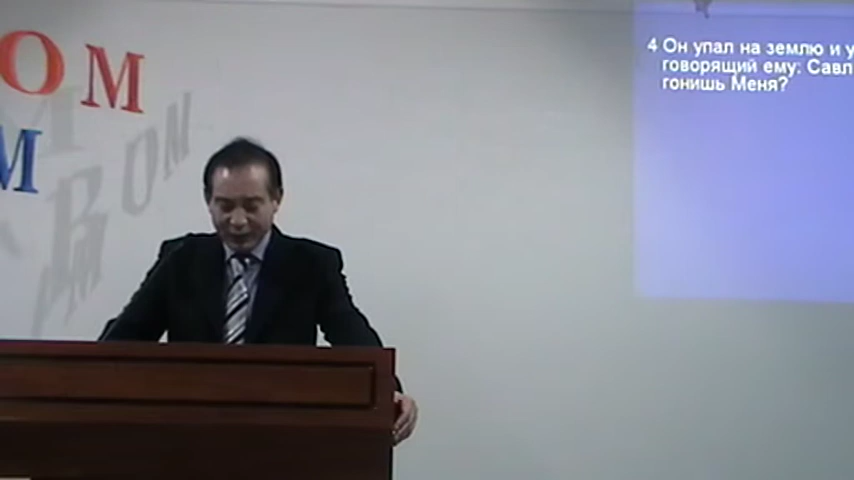 ОМ
М
4 Он упал на землю и у
говорящий ему: Савл
гонишь Меня?